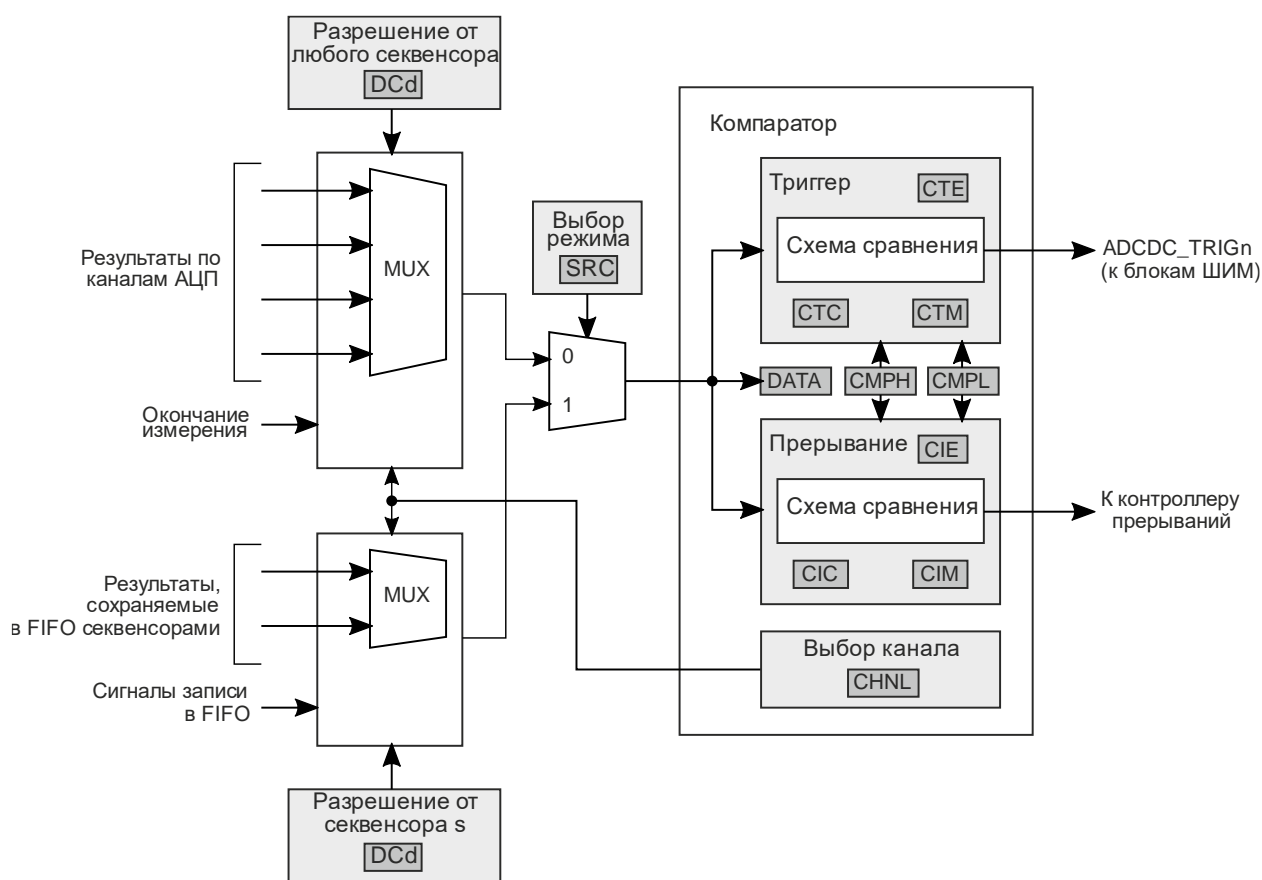 Разрешение от
любого секвенсора
DCd
Компаратор
Триггер
CTE
Схема сравнения
CTC
CTM
ADCDC_TRIGn
(к блокам ШИМ)
Результаты по
каналам АЦП
MUX
Выбор
режима
SRC
0
1
DATA
CMPH
CMPL
Окончание
измерения
Прерывание
CIE
Схема сравнения
CIC
CIM
К контроллеру
прерываний
Результаты,
сохраняемые
в FIFO секвенсорами
MUX
Выбор канала
CHNL
Сигналы записи
в FIFO
Разрешение от
секвенсора s
DCd